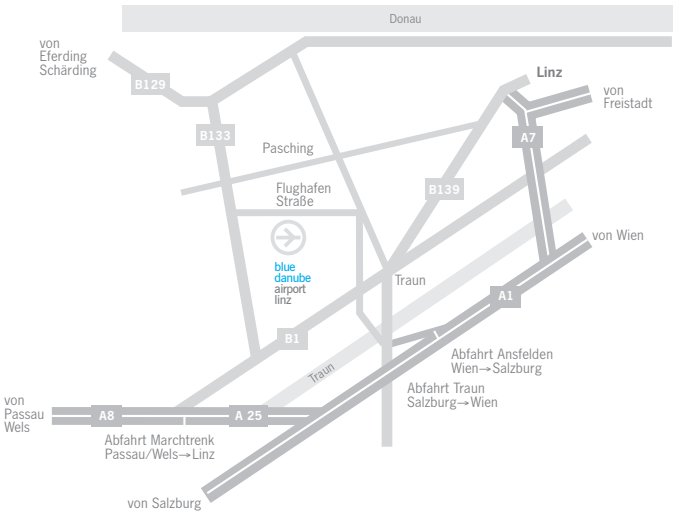 Donau
von
Eferding
Schärding
Linz
B129
von
Freistadt
B133
A7
Pasching
Flughafen
Straße
B139
von Wien
blue
danube
airport
linz
Traun
A1
B1
Abfahrt Ansfelden
Wien→Salzburg
Traun
Abfahrt Traun
Salzburg→Wien
von
Passau
Wels
A8
A 25
Abfahrt Marchtrenk
Passau/Wels→Linz
von Salzburg